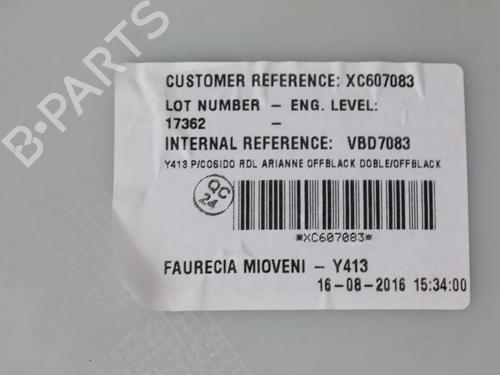 B-PARTS
CUSTOMER REFERENCE: XC607083
LOT NUMBER - ENG. LEVEL:
17362 -
INTERNAL REFERENCE: VBD7083
Y413 P/COSIDO RDL ARIANNE OFFBLACK DOBLE/OFFBLACK
QC
24
*XC607083*
FAURECIA MIOVENI - Y413
16-08-2016 15:34:00